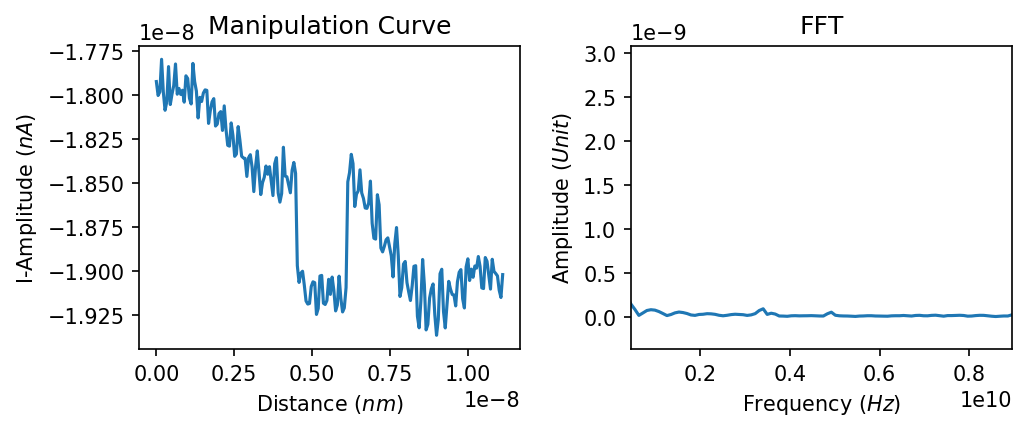 Manipulation Curve
1e−8
−1.775
−1.800
−1.825
−1.850
−1.875
−1.900
−1.925
I-Amplitude (nA)
0.00
0.25
0.50
0.75
1.00
1e−8
Distance (nm)
FFT
1e−9
3.0
2.5
2.0
1.5
1.0
0.5
0.0
Amplitude (Unit)
0.2
0.4
0.6
0.8
1e10
Frequency (Hz)